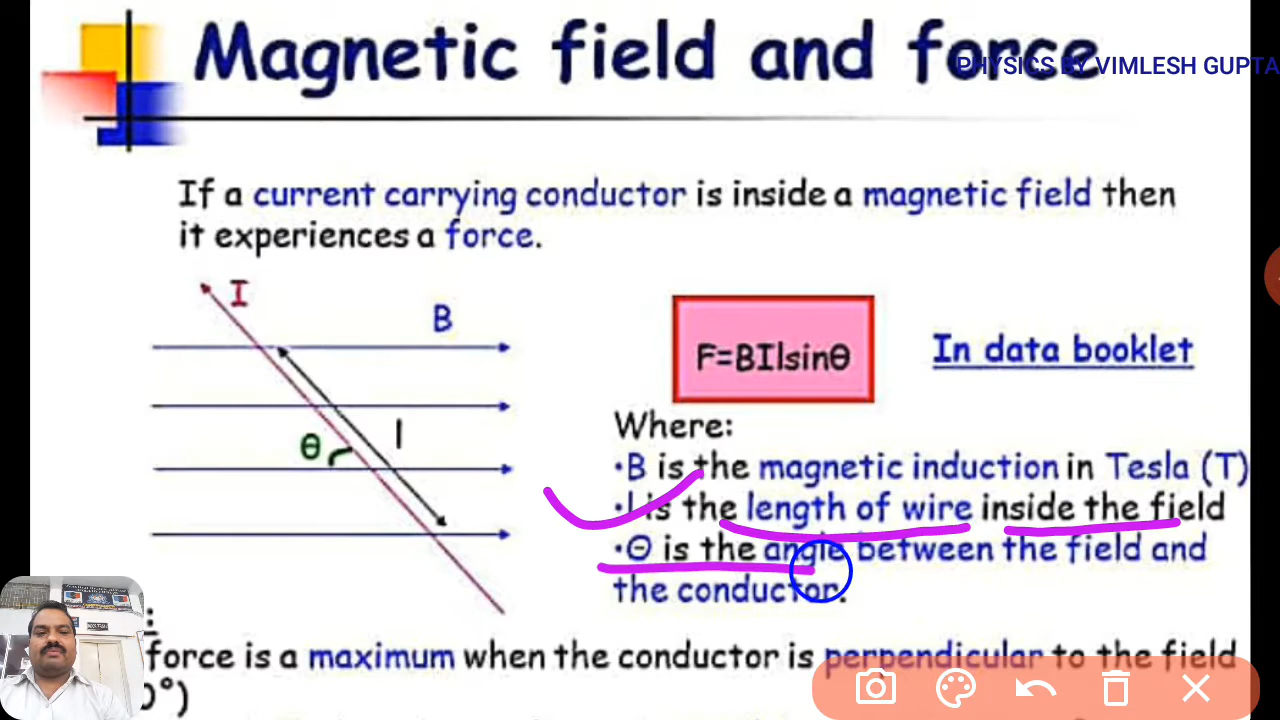 Magnetic field and force
PHYSICS BY VIMLESH GUPTA
If a current carrying conductor is inside a magnetic field then
it experiences a force.
I
B
θ
l
F=BIlsinθ
In data booklet
Where:
•B is the magnetic induction in Tesla (T)
•l is the length of wire inside the field
•Θ is the angle between the field and
the conductor.
:
force is a maximum when the conductor is perpendicular to the field
0°)